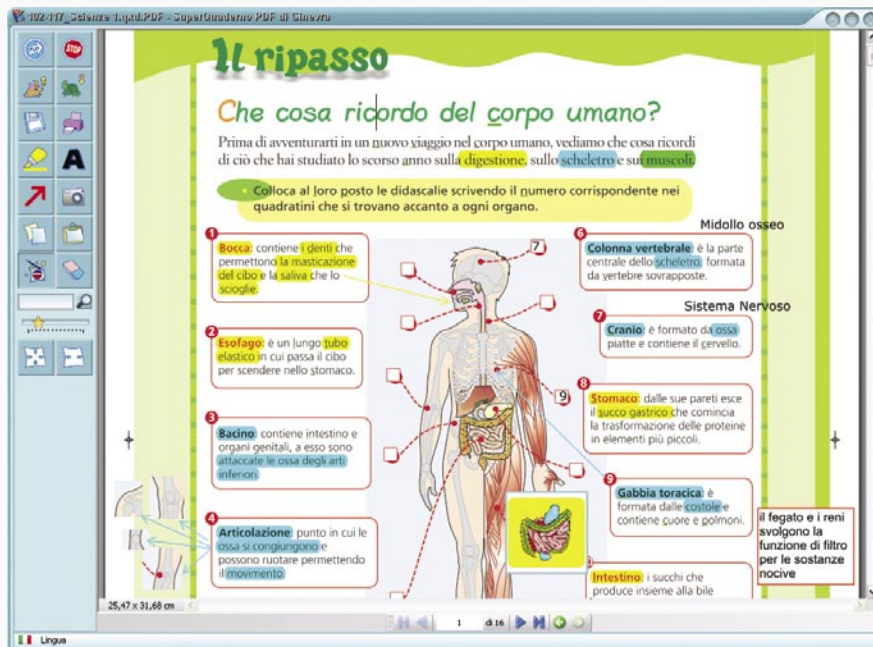 102-117_Scienze 1.qxd.PDF - SuperQuaderno PDF di Ginevra
STOP
A
Il ripasso
Che cosa ricordo del corpo umano?
Prima di avventurarti in un nuovo viaggio nel corpo umano, vediamo che cosa ricordi
di ciò che hai studiato lo scorso anno sulla digestione, sullo scheletro e sui muscoli.
• Colloca al loro posto le didascalie scrivendo il numero corrispondente nei
quadratini che si trovano accanto a ogni organo.
1
Bocca: contiene i denti che
permettono la masticazione
del cibo e la saliva che lo
scioglie.
2
Esofago: è un lungo tubo
elastico in cui passa il cibo
per scendere nello stomaco.
3
Bacino: contiene intestino e
organi genitali, a esso sono
attaccate le ossa degli arti
inferiori.
4
Articolazione: punto in cui le
ossa si congiungono e
possono ruotare permettendo
il movimento.
7
9
Midollo osseo
6
Colonna vertebrale: è la parte
centrale dello scheletro, formata
da vertebre sovrapposte.
Sistema Nervoso
7
Cranio: è formato da ossa
piatte e contiene il cervello.
8
Stomaco: dalle sue pareti esce
il succo gastrico che comincia
la trasformazione delle proteine
in elementi più piccoli.
9
Gabbia toracica: è
formata dalle costole e
contiene cuore e polmoni.
il fegato e i reni
svolgono la
funzione di filtro
per le sostanze
nocive
Intestino: i succhi che
produce insieme alla bile
25,47 x 31,68 cm
1
di 16
Lingua